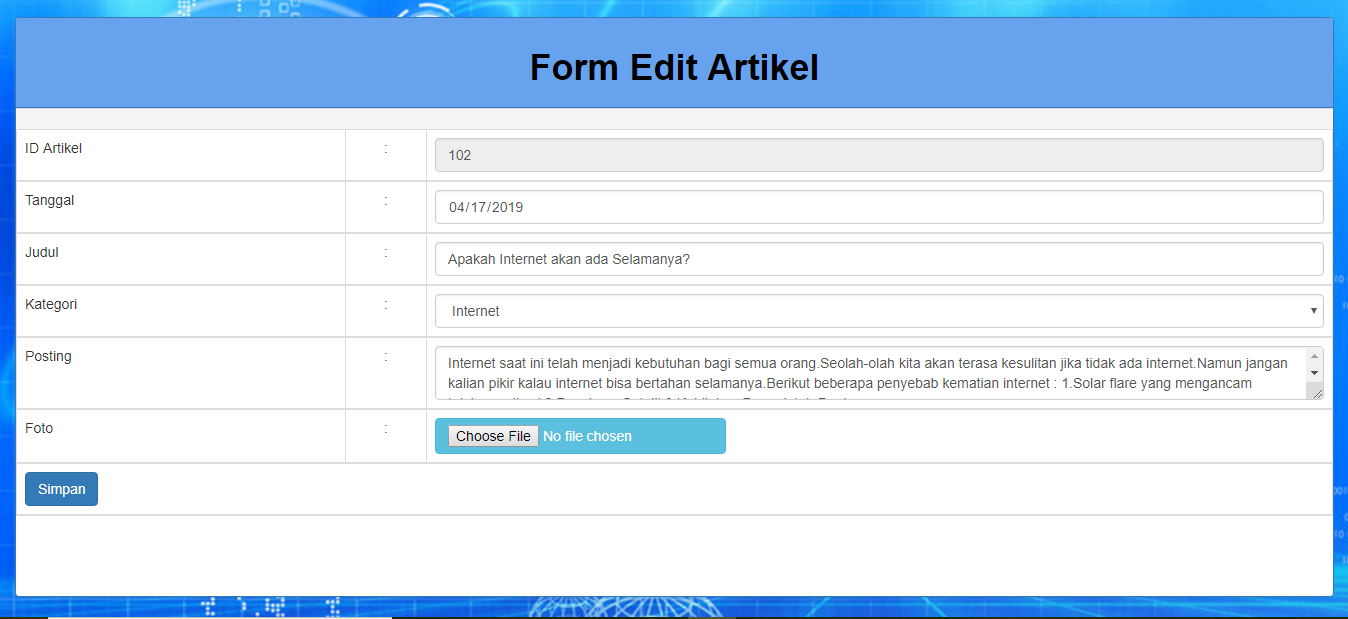 Form Edit Artikel
ID Artikel : 102
Tanggal : 04/17/2019
Judul : Apakah Internet akan ada Selamanya?
Kategori : Internet
Posting : Internet saat ini telah menjadi kebutuhan bagi semua orang.Seolah-olah kita akan terasa kesulitan jika tidak ada internet.Namun jangan
kalian pikir kalau internet bisa bertahan selamanya.Berikut beberapa penyebab kematian internet : 1.Solar flare yang mengancam
Foto : Choose File No file chosen
Simpan